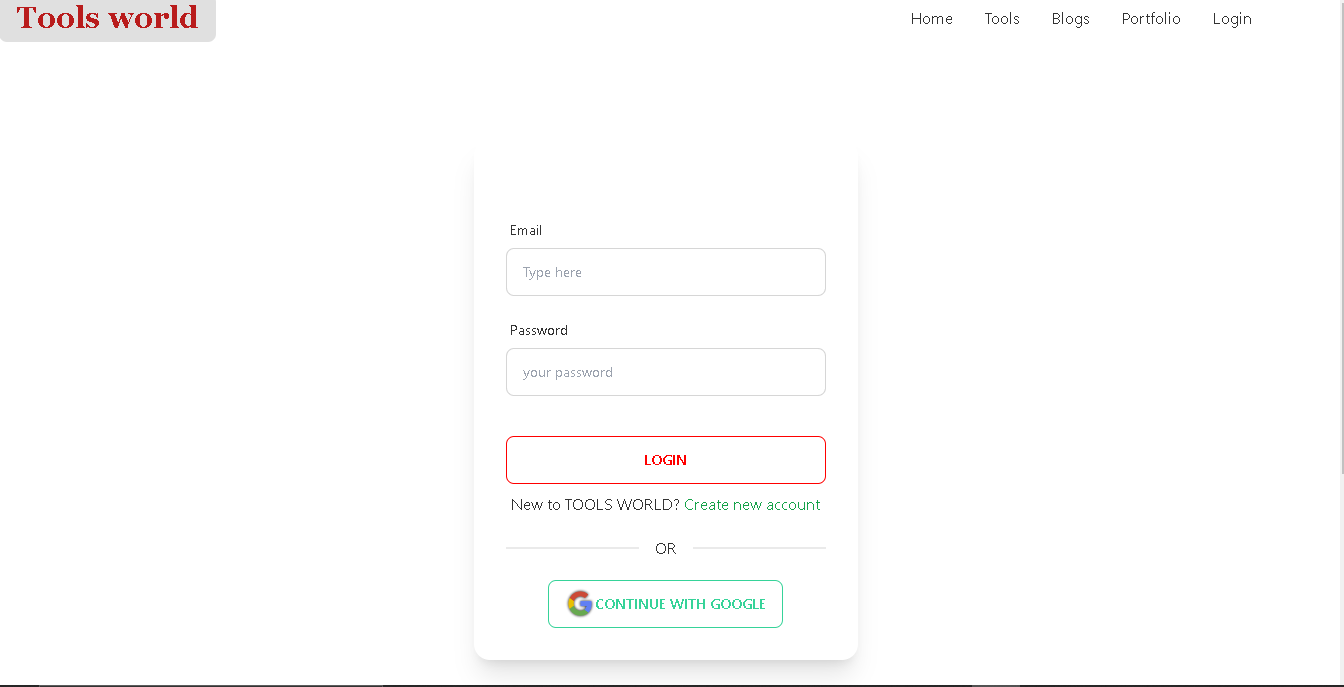 Tools world
Home Tools Blogs Portfolio Login
Email
Type here
Password
your password
LOGIN
New to TOOLS WORLD? Create new account
OR
CONTINUE WITH GOOGLE